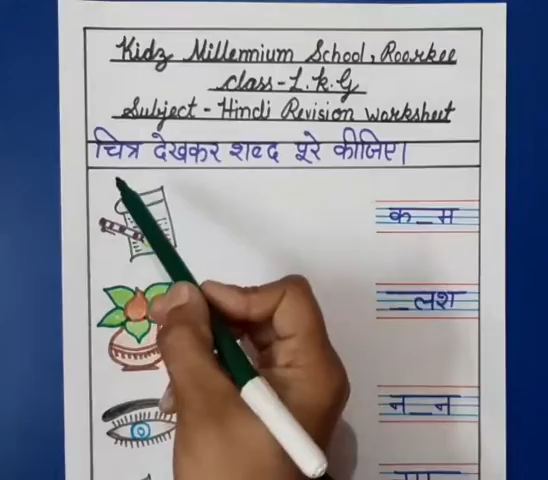 Kidz Millennium School, Roorkee
Class-L.k.G
Subject-Hindi Revision worksheet
चित्र देखकर शब्द पूरे कीजिए।
क_म
_लश
न_न